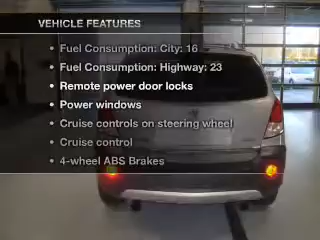 VEHICLE FEATURES
• Fuel Consumption: City: 16
• Fuel Consumption: Highway: 23
• Remote power door locks
• Power windows
• Cruise controls on steering wheel
• Cruise control
• 4-wheel ABS Brakes